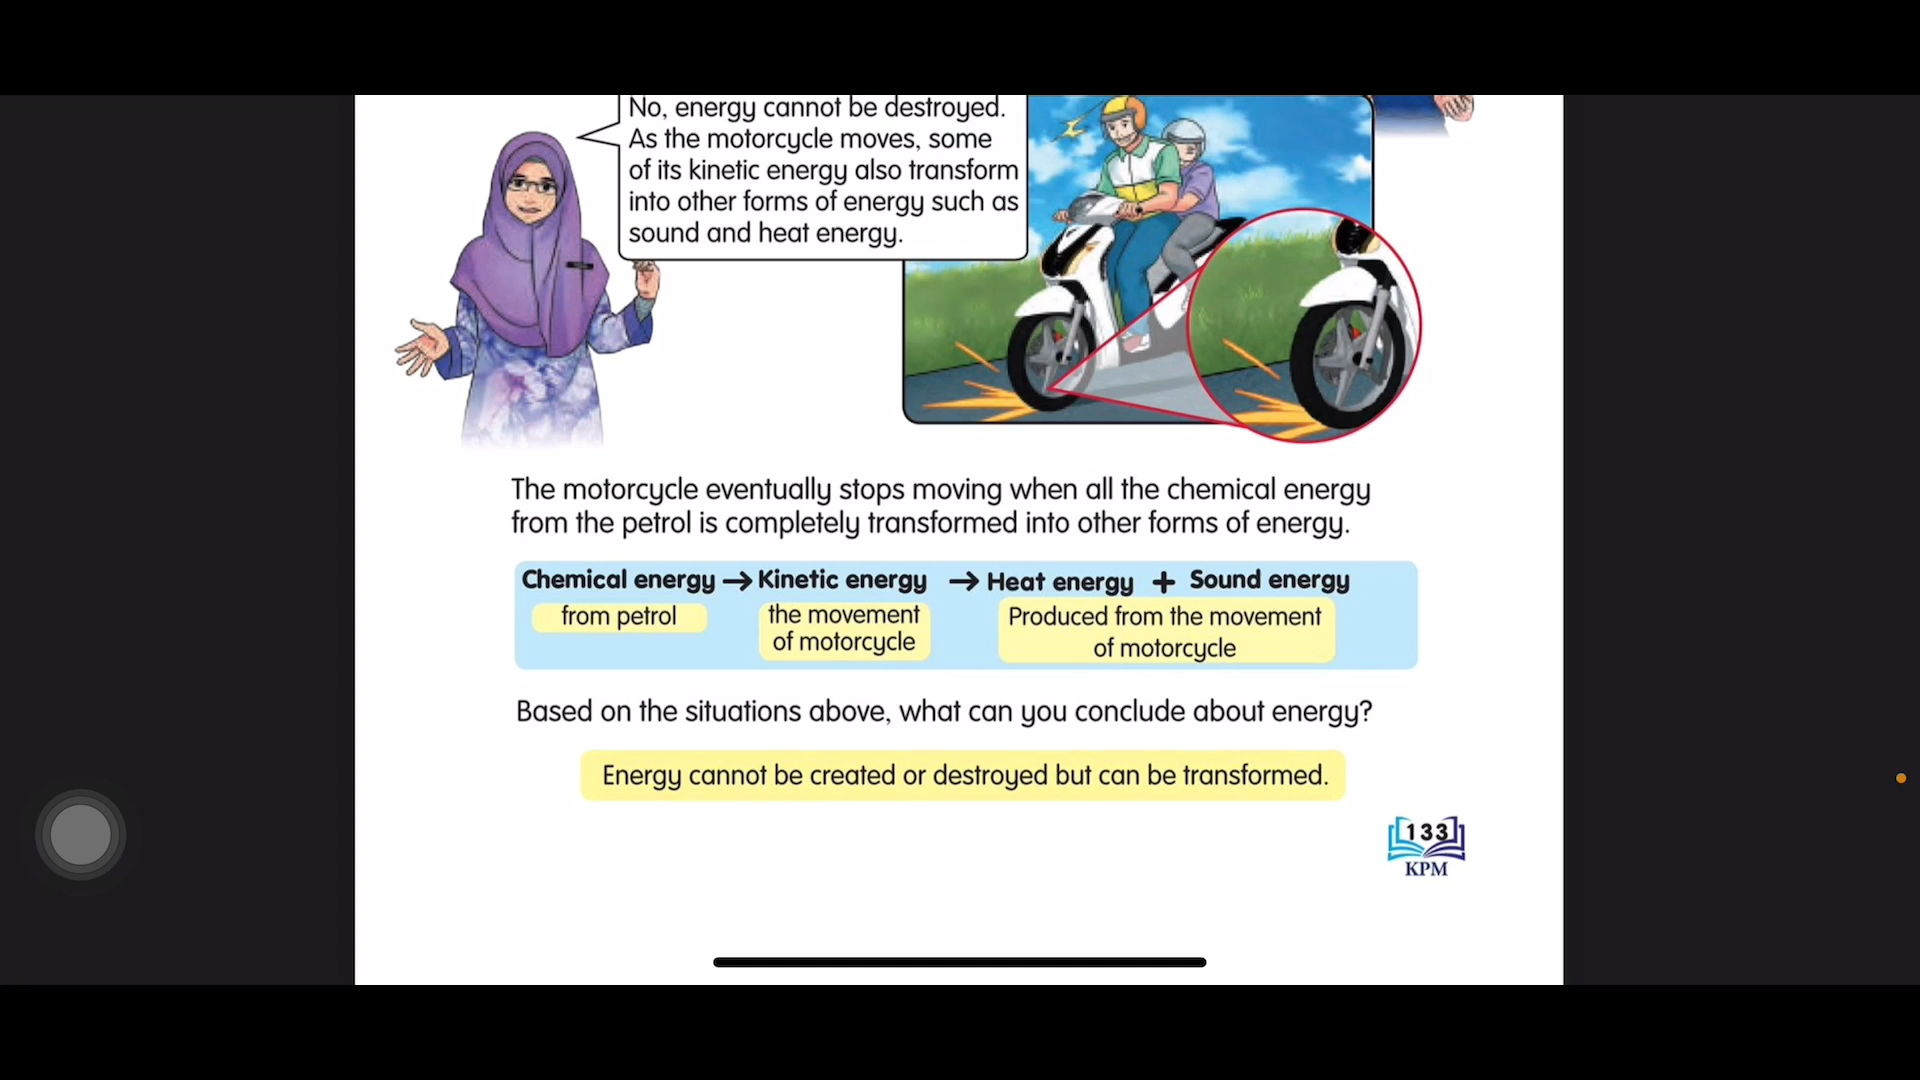 No, energy cannot be destroyed.
As the motorcycle moves, some
of its kinetic energy also transform
into other forms of energy such as
sound and heat energy.
The motorcycle eventually stops moving when all the chemical energy
from the petrol is completely transformed into other forms of energy.
Chemical energy → Kinetic energy → Heat energy + Sound energy
from petrol
the movement
of motorcycle
Produced from the movement
of motorcycle
Based on the situations above, what can you conclude about energy?
Energy cannot be created or destroyed but can be transformed.
133
KPM